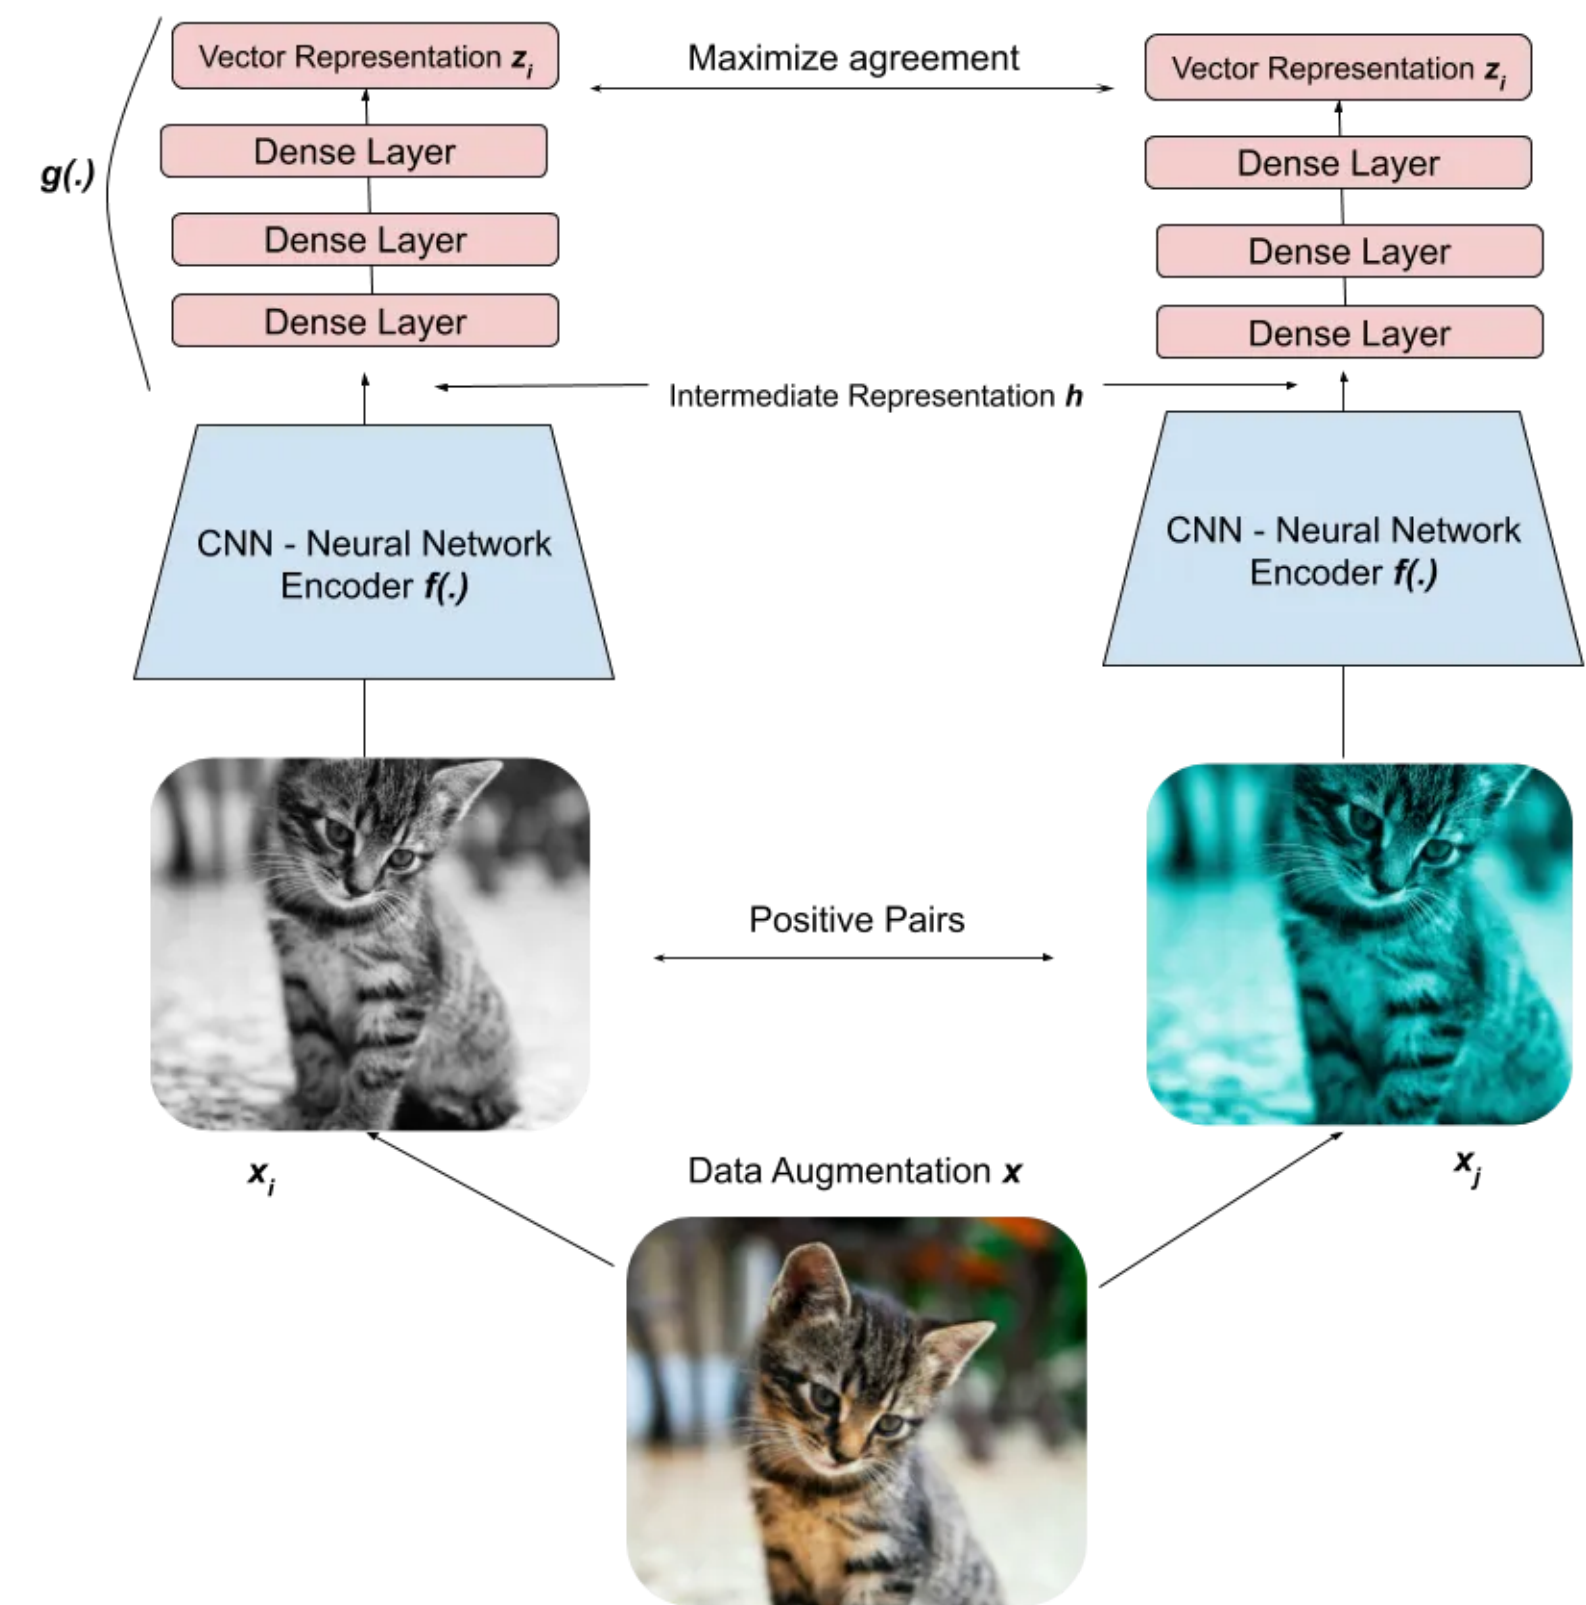 Vector Representation z_i
Maximize agreement
Vector Representation z_i
g(.)
Dense Layer
Dense Layer
Dense Layer
Dense Layer
Dense Layer
Dense Layer
Intermediate Representation h
CNN - Neural Network
Encoder f(.)
CNN - Neural Network
Encoder f(.)
Positive Pairs
x_i
Data Augmentation x
x_j